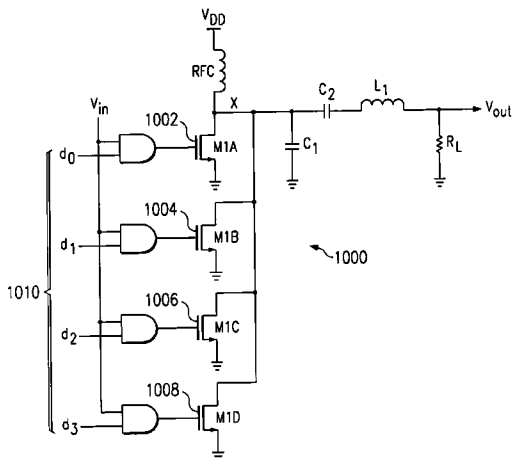 V_DD
RFC
X
C_2
L_1
V_out
V_in
1002
M1A
C_1
R_L
d_0
1004
M1B
d_1
1000
1010
1006
M1C
d_2
1008
M1D
d_3